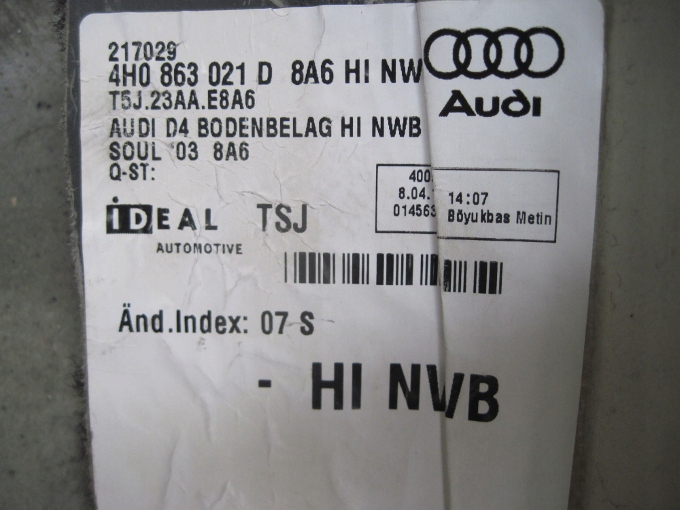 217029
4H0 863 021 D 8A6 HI NW
TSJ.23AA.E8A6
AUDI D4 BODENBELAG HI NWB
SOUL '03 8A6
Q-ST:
Audi
400
8.04. 14:07
014563 Böyukbas Metin
IDEAL TSJ
AUTOMOTIVE
Änd.Index: 07 S
- HI NWB